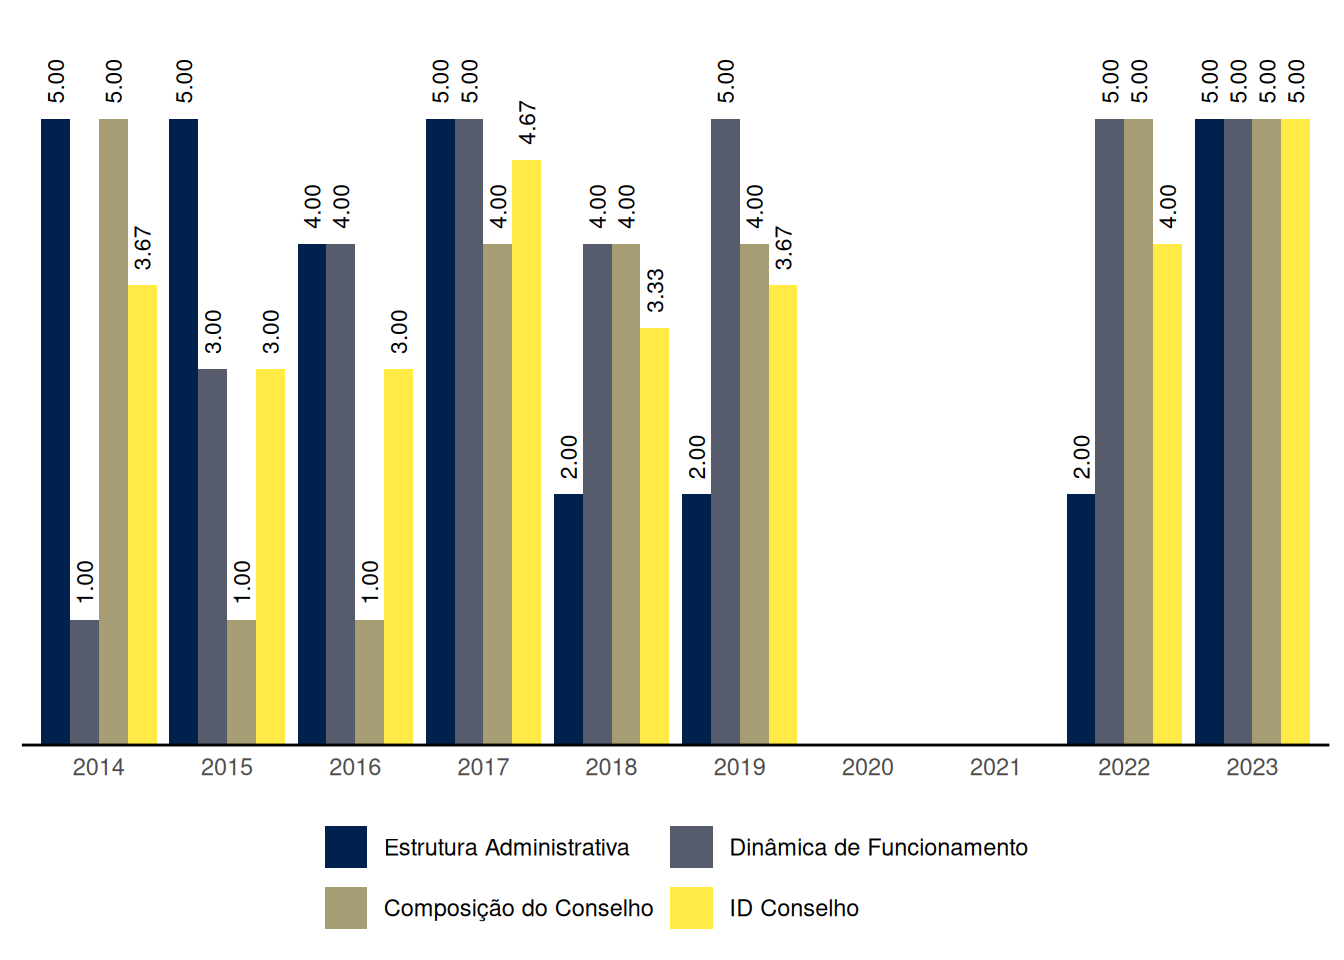 5.00 1.00 5.00 3.67 5.00 3.00 1.00 3.00 4.00 4.00 1.00 3.00 5.00 5.00 4.00 4.67 2.00 4.00 4.00 3.33 2.00 5.00 4.00 3.67 2.00 5.00 5.00 4.00 5.00 5.00 5.00 5.00
2014 2015 2016 2017 2018 2019 2020 2021 2022 2023
Estrutura Administrativa Dinâmica de Funcionamento
Composição do Conselho ID Conselho